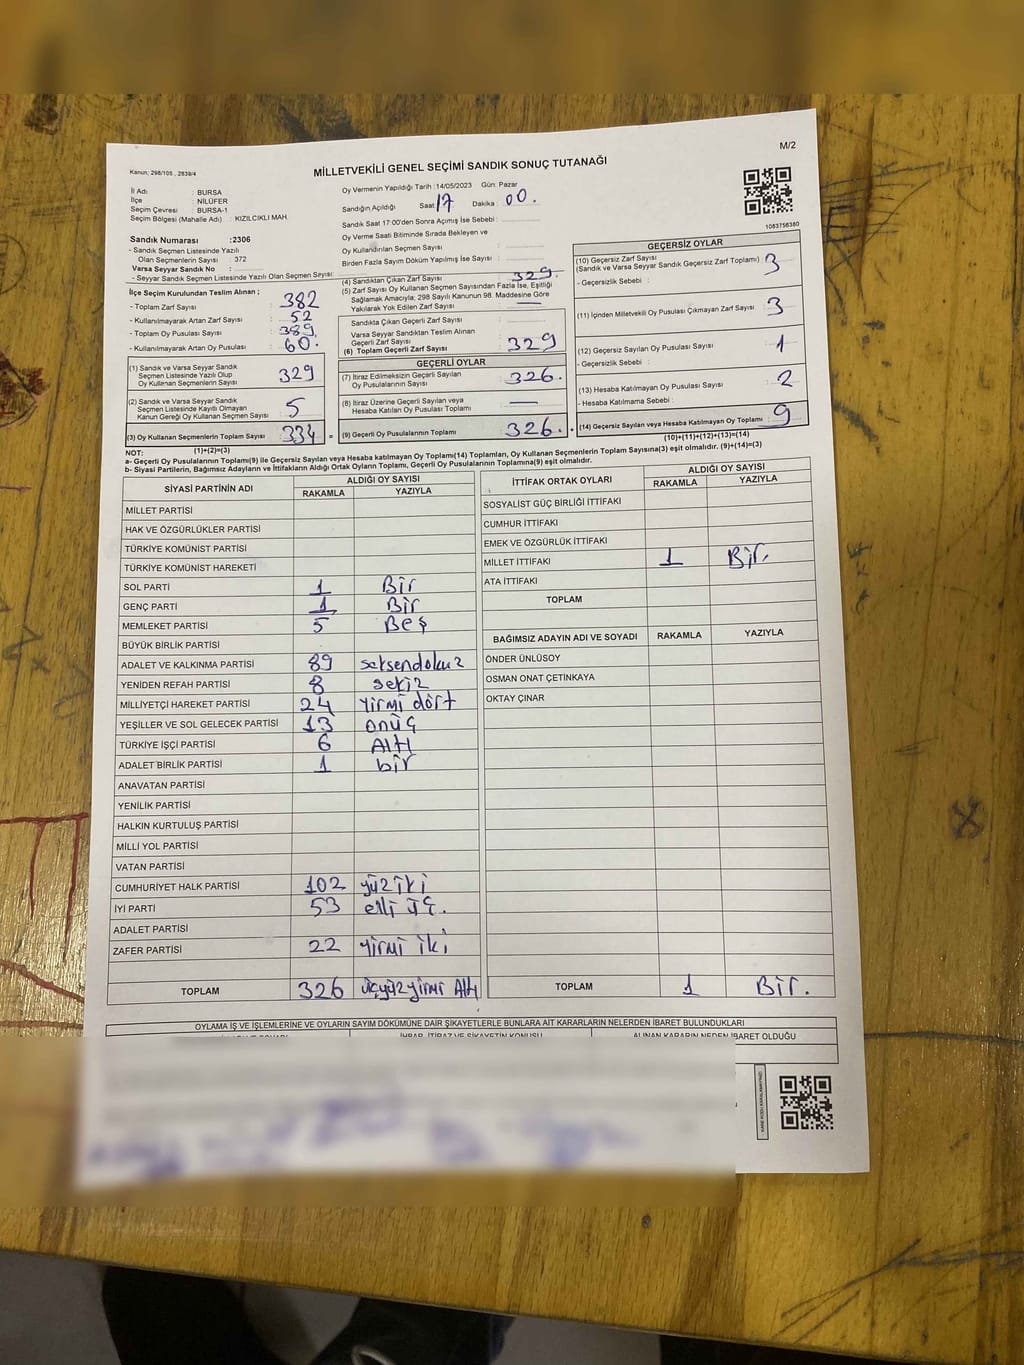 M/2
Kanun; 298/105., 2839/4
MİLLETVEKİLİ GENEL SEÇİMİ SANDIK SONUÇ TUTANAĞI
İl Adı : BURSA
İlçe : NİLÜFER
Seçim Çevresi : BURSA-1
Seçim Bölgesi (Mahalle Adı) : KIZILCIKLI MAH.
Sandık Numarası :2306
- Sandık Seçmen Listesinde Yazılı
Olan Seçmenlerin Sayısı : 372
Varsa Seyyar Sandık No :
- Seyyar Sandık Seçmen Listesinde Yazılı Olan Seçmen Sayısı:
İlçe Seçim Kurulundan Teslim Alınan ;
- Toplam Zarf Sayısı : 382
- Kullanılmayarak Artan Zarf Sayısı : 52
- Toplam Oy Pusulası Sayısı : 389
- Kullanılmayarak Artan Oy Pusulası : 60.
(1) Sandık ve Varsa Seyyar Sandık
Seçmen Listesinde Yazılı Olup
Oy Kullanan Seçmenlerin Sayısı : 329
(2) Sandık ve Varsa Seyyar Sandık
Seçmen Listesinde Kayıtlı Olmayan
Kanun Gereği Oy Kullanan Seçmen Sayısı : 5
(3) Oy Kullanan Seçmenlerin Toplam Sayısı : 334 =
(1)+(2)=(3)
Oy Vermenin Yapıldığı Tarih : 14/05/2023 Gün: Pazar
Sandığın Açıldığı Saat 17 Dakika : 00.
Sandık Saat 17:00'den Sonra Açımış İse Sebebi :
Oy Verme Saati Bitiminde Sırada Bekleyen ve
Oy Kullandırılan Seçmen Sayısı :
Birden Fazla Sayım Döküm Yapılmış İse Sayısı :
(4) Sandıktan Çıkan Zarf Sayısı : 329.
(5) Zarf Sayısı Oy Kullanan Seçmen Sayısından Fazla İse, Eşitliği
Sağlamak Amacıyla; 298 Sayılı Kanunun 98. Maddesine Göre
Yakılarak Yok Edilen Zarf Sayısı : —
Sandıkta Çıkan Geçerli Zarf Sayısı :
Varsa Seyyar Sandıktan Teslim Alınan
Geçerli Zarf Sayısı :
(6) Toplam Geçerli Zarf Sayısı : 329
GEÇERLİ OYLAR
(7) İtiraz Edilmeksizin Geçerli Sayılan
Oy Pusulalarının Sayısı : 326.
(8) İtiraz Üzerine Geçerli Sayılan veya
Hesaba Katılan Oy Pusulası Toplamı : —
(9) Geçerli Oy Pusulalarının Toplamı : 326. +
1083756380
GEÇERSİZ OYLAR
(10) Geçersiz Zarf Sayısı
(Sandık ve Varsa Seyyar Sandık Geçersiz Zarf Toplamı) : 3
- Geçersizlik Sebebi :
(11) İçinden Milletvekili Oy Pusulası Çıkmayan Zarf Sayısı : 3
(12) Geçersiz Sayılan Oy Pusulası Sayısı : 1
- Geçersizlik Sebebi :
(13) Hesaba Katılmayan Oy Pusulası Sayısı : 2
- Hesaba Katılmama Sebebi :
(14) Geçersiz Sayılan veya Hesaba Katılmayan Oy Toplamı : 9
(10)+(11)+(12)+(13)=(14)
NOT:
a- Geçerli Oy Pusulalarının Toplamı(9) ile Geçersiz Sayılan veya Hesaba katılmayan Oy Toplamı(14) Toplamları, Oy Kullanan Seçmenlerin Toplam Sayısına(3) eşit olmalıdır. (9)+(14)=(3)
b- Siyasi Partilerin, Bağımsız Adayların ve İttifakların Aldığı Ortak Oyların Toplamı, Geçerli Oy Pusulalarının Toplamına(9) eşit olmalıdır.
SİYASİ PARTİNİN ADI ALDIĞI OY SAYISI
RAKAMLA YAZIYLA
MİLLET PARTİSİ
HAK VE ÖZGÜRLÜKLER PARTİSİ
TÜRKİYE KOMÜNİST PARTİSİ
TÜRKİYE KOMÜNİST HAREKETİ
SOL PARTİ 1 Bir
GENÇ PARTİ 1 Bir
MEMLEKET PARTİSİ 5 Beş
BÜYÜK BİRLİK PARTİSİ
ADALET VE KALKINMA PARTİSİ 89 seksendokuz
YENİDEN REFAH PARTİSİ 8 sekiz
MİLLİYETÇİ HAREKET PARTİSİ 24 Yirmi dört
YEŞİLLER VE SOL GELECEK PARTİSİ 13 onüç
TÜRKİYE İŞÇİ PARTİSİ 6 Altı
ADALET BİRLİK PARTİSİ 1 bir
ANAVATAN PARTİSİ
YENİLİK PARTİSİ
HALKIN KURTULUŞ PARTİSİ
MİLLİ YOL PARTİSİ
VATAN PARTİSİ
CUMHURİYET HALK PARTİSİ 102 yüz iki
İYİ PARTİ 53 elli üç.
ADALET PARTİSİ
ZAFER PARTİSİ 22 yirmi iki
TOPLAM 326 üçyüzyirmi Altı
İTTİFAK ORTAK OYLARI ALDIĞI OY SAYISI
RAKAMLA YAZIYLA
SOSYALİST GÜÇ BİRLİĞİ İTTİFAKI
CUMHUR İTTİFAKI
EMEK VE ÖZGÜRLÜK İTTİFAKI
MİLLET İTTİFAKI 1 Bir.
ATA İTTİFAKI
TOPLAM
BAĞIMSIZ ADAYIN ADI VE SOYADI RAKAMLA YAZIYLA
ÖNDER ÜNLÜSOY
OSMAN ONAT ÇETİNKAYA
OKTAY ÇINAR
TOPLAM 1 Bir.
OYLAMA İŞ VE İŞLEMLERİNE VE OYLARIN SAYIM DÖKÜMÜNE DAİR ŞİKAYETLERLE BUNLARA AİT KARARLARIN NELERDEN İBARET BULUNDUKLARI
İHBAR, İTİRAZ VE ŞİKAYETİN KONUSU ALINAN KARARIN NEDEN İBARET OLDUĞU
KARE KODU KARALAMAYINIZ!